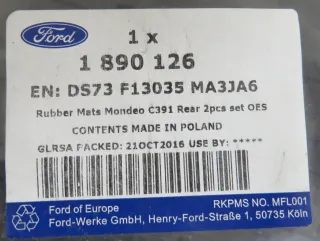 Ford
1 x
1 890 126
EN: DS73 F13035 MA3JA6
Rubber Mats Mondeo C391 Rear 2pcs set OES
CONTENTS MADE IN POLAND
GLRSA PACKED: 21OCT2016 USE BY: *****
RKPMS NO. MFL001
Ford of Europe
Ford-Werke GmbH, Henry-Ford-Straße 1, 50735 Köln